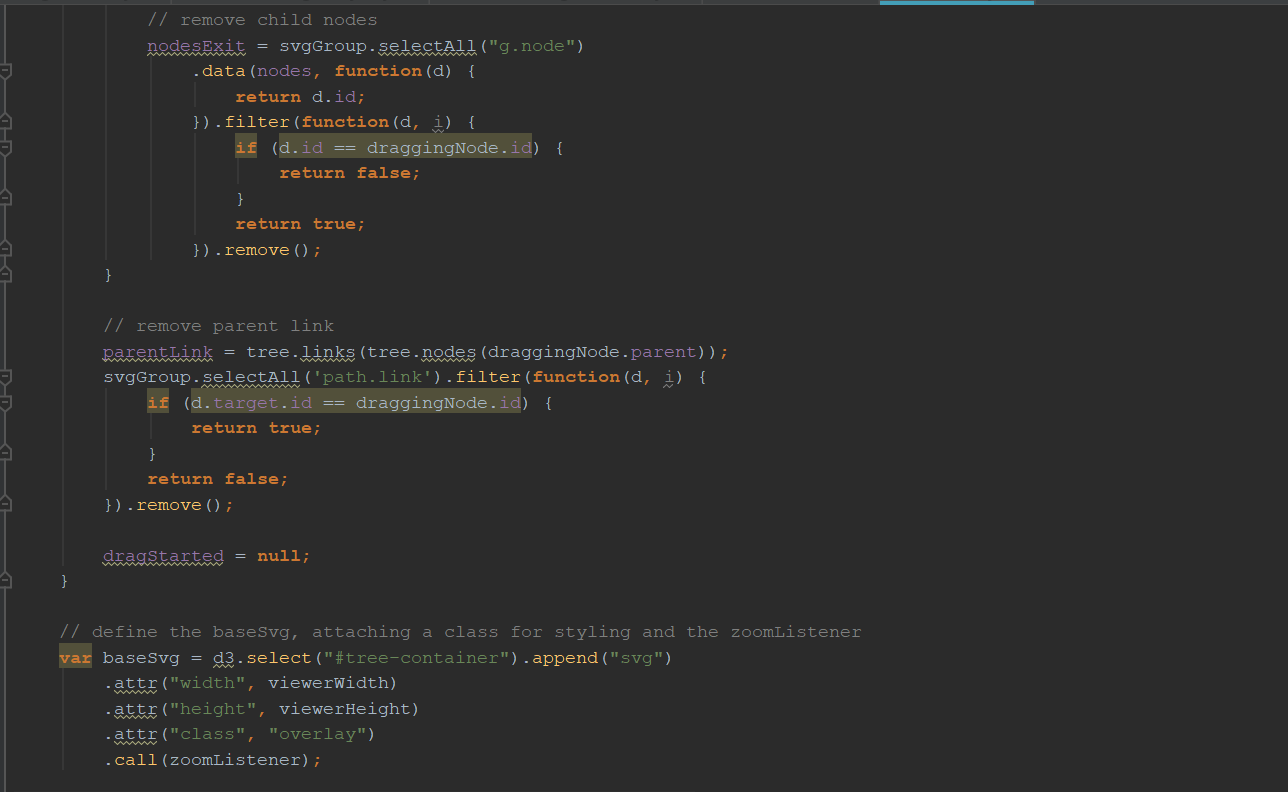 // remove child nodes
nodesExit = svgGroup.selectAll("g.node")
.data(nodes, function(d) {
return d.id;
}).filter(function(d, i) {
if (d.id == draggingNode.id) {
return false;
}
return true;
}).remove();
}
// remove parent link
parentLink = tree.links(tree.nodes(draggingNode.parent));
svgGroup.selectAll('path.link').filter(function(d, i) {
if (d.target.id == draggingNode.id) {
return true;
}
return false;
}).remove();
dragStarted = null;
}
// define the baseSvg, attaching a class for styling and the zoomListener
var baseSvg = d3.select("#tree-container").append("svg")
.attr("width", viewerWidth)
.attr("height", viewerHeight)
.attr("class", "overlay")
.call(zoomListener);